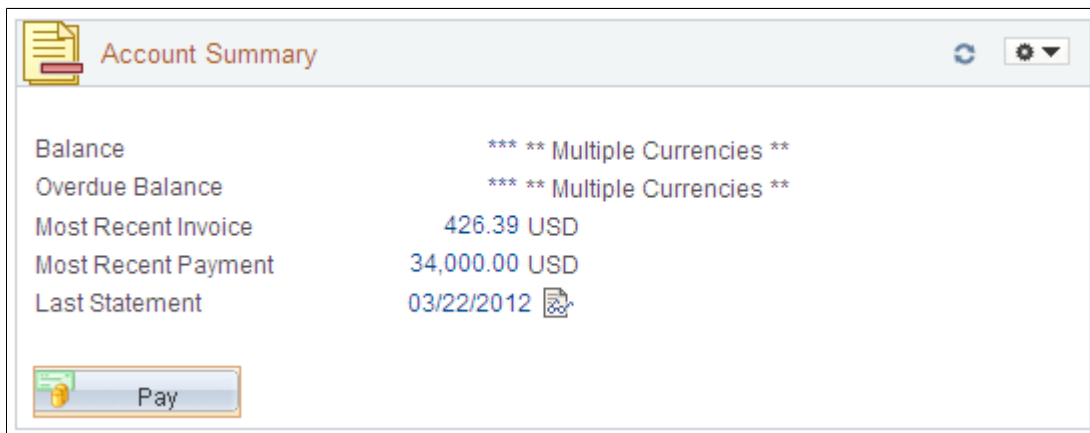 Account Summary
Balance *** ** Multiple Currencies **
Overdue Balance *** ** Multiple Currencies **
Most Recent Invoice 426.39 USD
Most Recent Payment 34,000.00 USD
Last Statement 03/22/2012
Pay